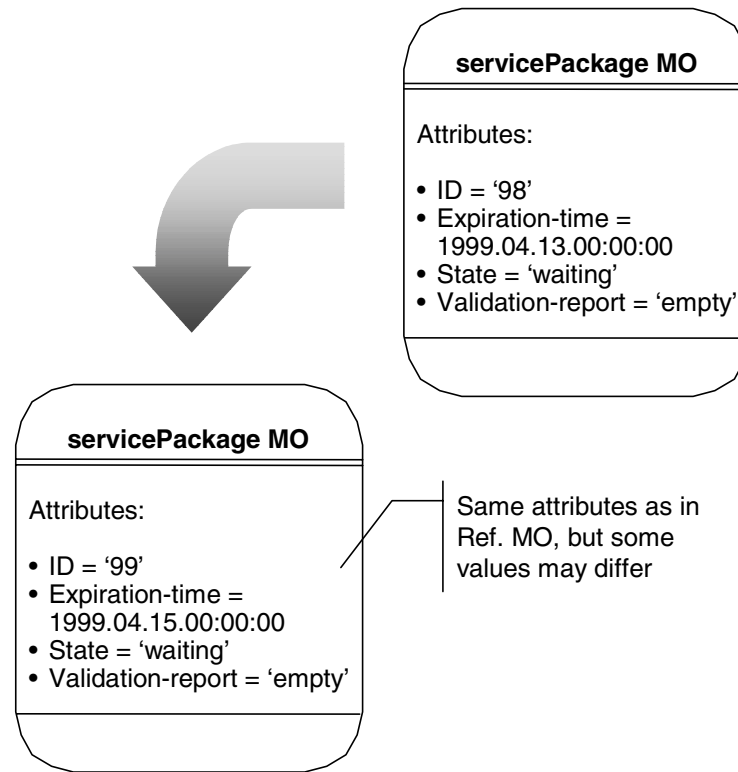 servicePackage MO
Attributes:
• ID = ‘98’
• Expiration-time =
1999.04.13.00:00:00
• State = ‘waiting’
• Validation-report = ‘empty’
servicePackage MO
Attributes:
• ID = ‘99’
• Expiration-time =
1999.04.15.00:00:00
• State = ‘waiting’
• Validation-report = ‘empty’
Same attributes as in
Ref. MO, but some
values may differ